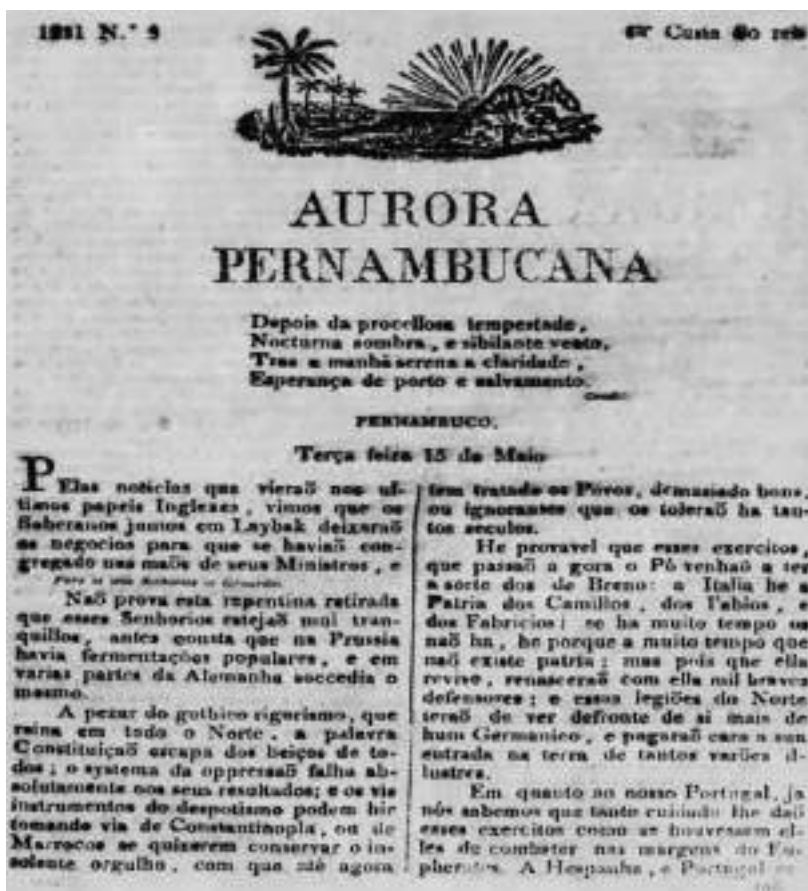 N.° 9
Custa 80 reis
AURORA
PERNAMBUCANA
Depois da procellosa tempestade,
Nocturna sombra, e sibilante vento,
Tras a manhã serena a claridade,
Esperança de porto e salvamento.
PERNAMBUCO.
Terça feira 15 de Maio
PElas noticias que vieraõ nos ul-
timos papeis Inglezes, vimos que os
Soberanos juntos em Laybak deixaraõ
os negocios para que se haviaõ con-
gregado nas maõs de seus Ministros, e
Naõ prova esta repentina retirada
que esses Senhorios estejaõ mui tran-
quillos, antes consta que na Prussia
havia fermentações populares, e em
varias partes da Alemanha soccedia o
mesmo.
A pezar do gothico rigorismo, que
reina em todo o Norte, a palavra
Constituiçaõ escapa dos beiços de to-
dos; o systema da oppressaõ falha ab-
solutamente nos seus resultados; e os vis
instrumentos do despotismo podem hir
tomando via de Constantinopla, ou de
Marrocos se quizerem conservar o in-
solente orgulho, com que até agora
tem tratado os Povos, demasiado bons,
ou ignorantes que os toleraõ ha tan-
tos seculos.
He provavel que esses exercitos,
que passaõ a gora o Pó venhaõ a ter
a sorte dos de Breno: a Italia he a
Patria dos Camillos, dos Fabios, e
dos Fabricios; se ha muito tempo os
naõ ha, he porque a muito tempo que
naõ existe patria; mas pois que ella
revive, renasceraõ com ella mil bravos
defensores; e essas legiões do Norte
teraõ de ver defronte de si mais de
hum Germanico, e pagaraõ cara a sua
entrada na terra de tantos varões il-
lustres.
Em quanto ao nosso Portugal, ja
nós sabemos que tanto cuidado lhe daõ
esses exercitos como se houvessem el-
les de combater nas margens do Eu-
pherates. A Hespanha, e Portugal